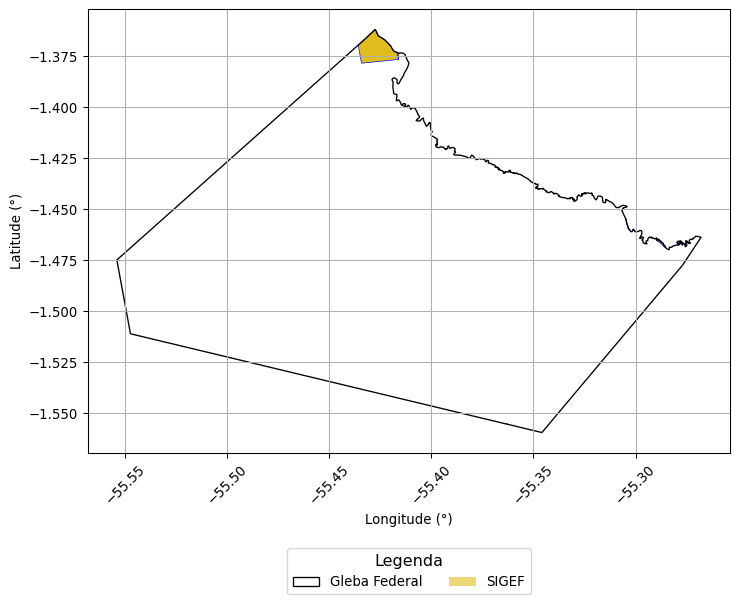 −1.375
−1.400
−1.425
−1.450
−1.475
−1.500
−1.525
−1.550
Latitude (°)
−55.55
−55.50
−55.45
−55.40
−55.35
−55.30
Longitude (°)
Legenda
Gleba Federal
SIGEF